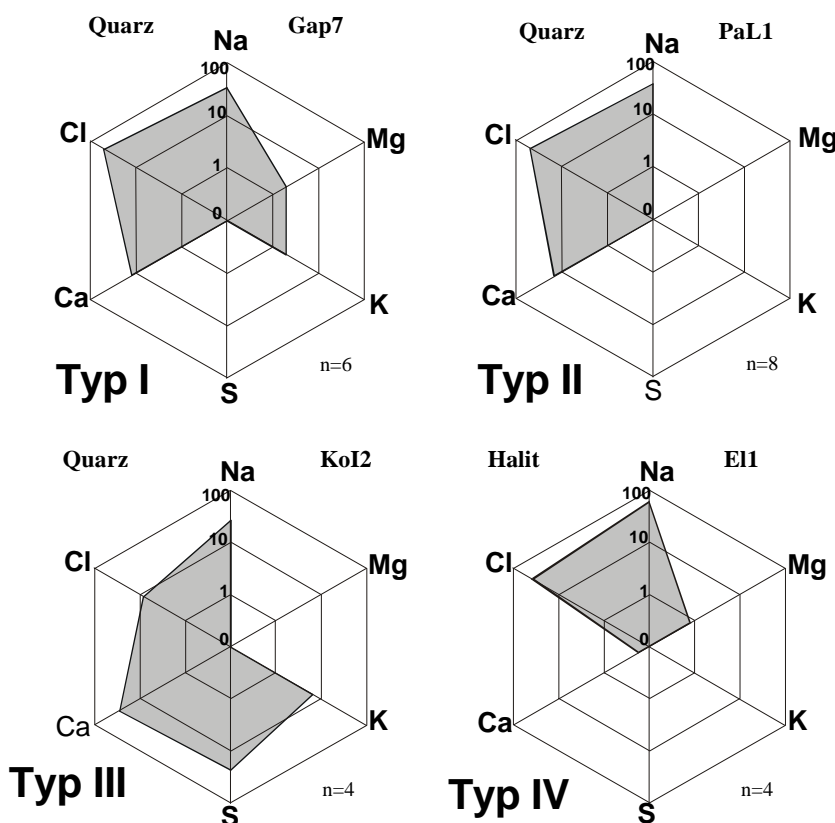 Quarz Gap7
Na
100
10
1
0
Cl
Mg
Ca
K
S
Typ I
n=6
Quarz PaL1
Na
100
10
1
0
Cl
Mg
Ca
K
S
Typ II
n=8
Quarz KoI2
Na
100
10
1
0
Cl
Mg
Ca
K
S
Typ III
n=4
Halit El1
Na
100
10
1
0
Cl
Mg
Ca
K
S
Typ IV
n=4